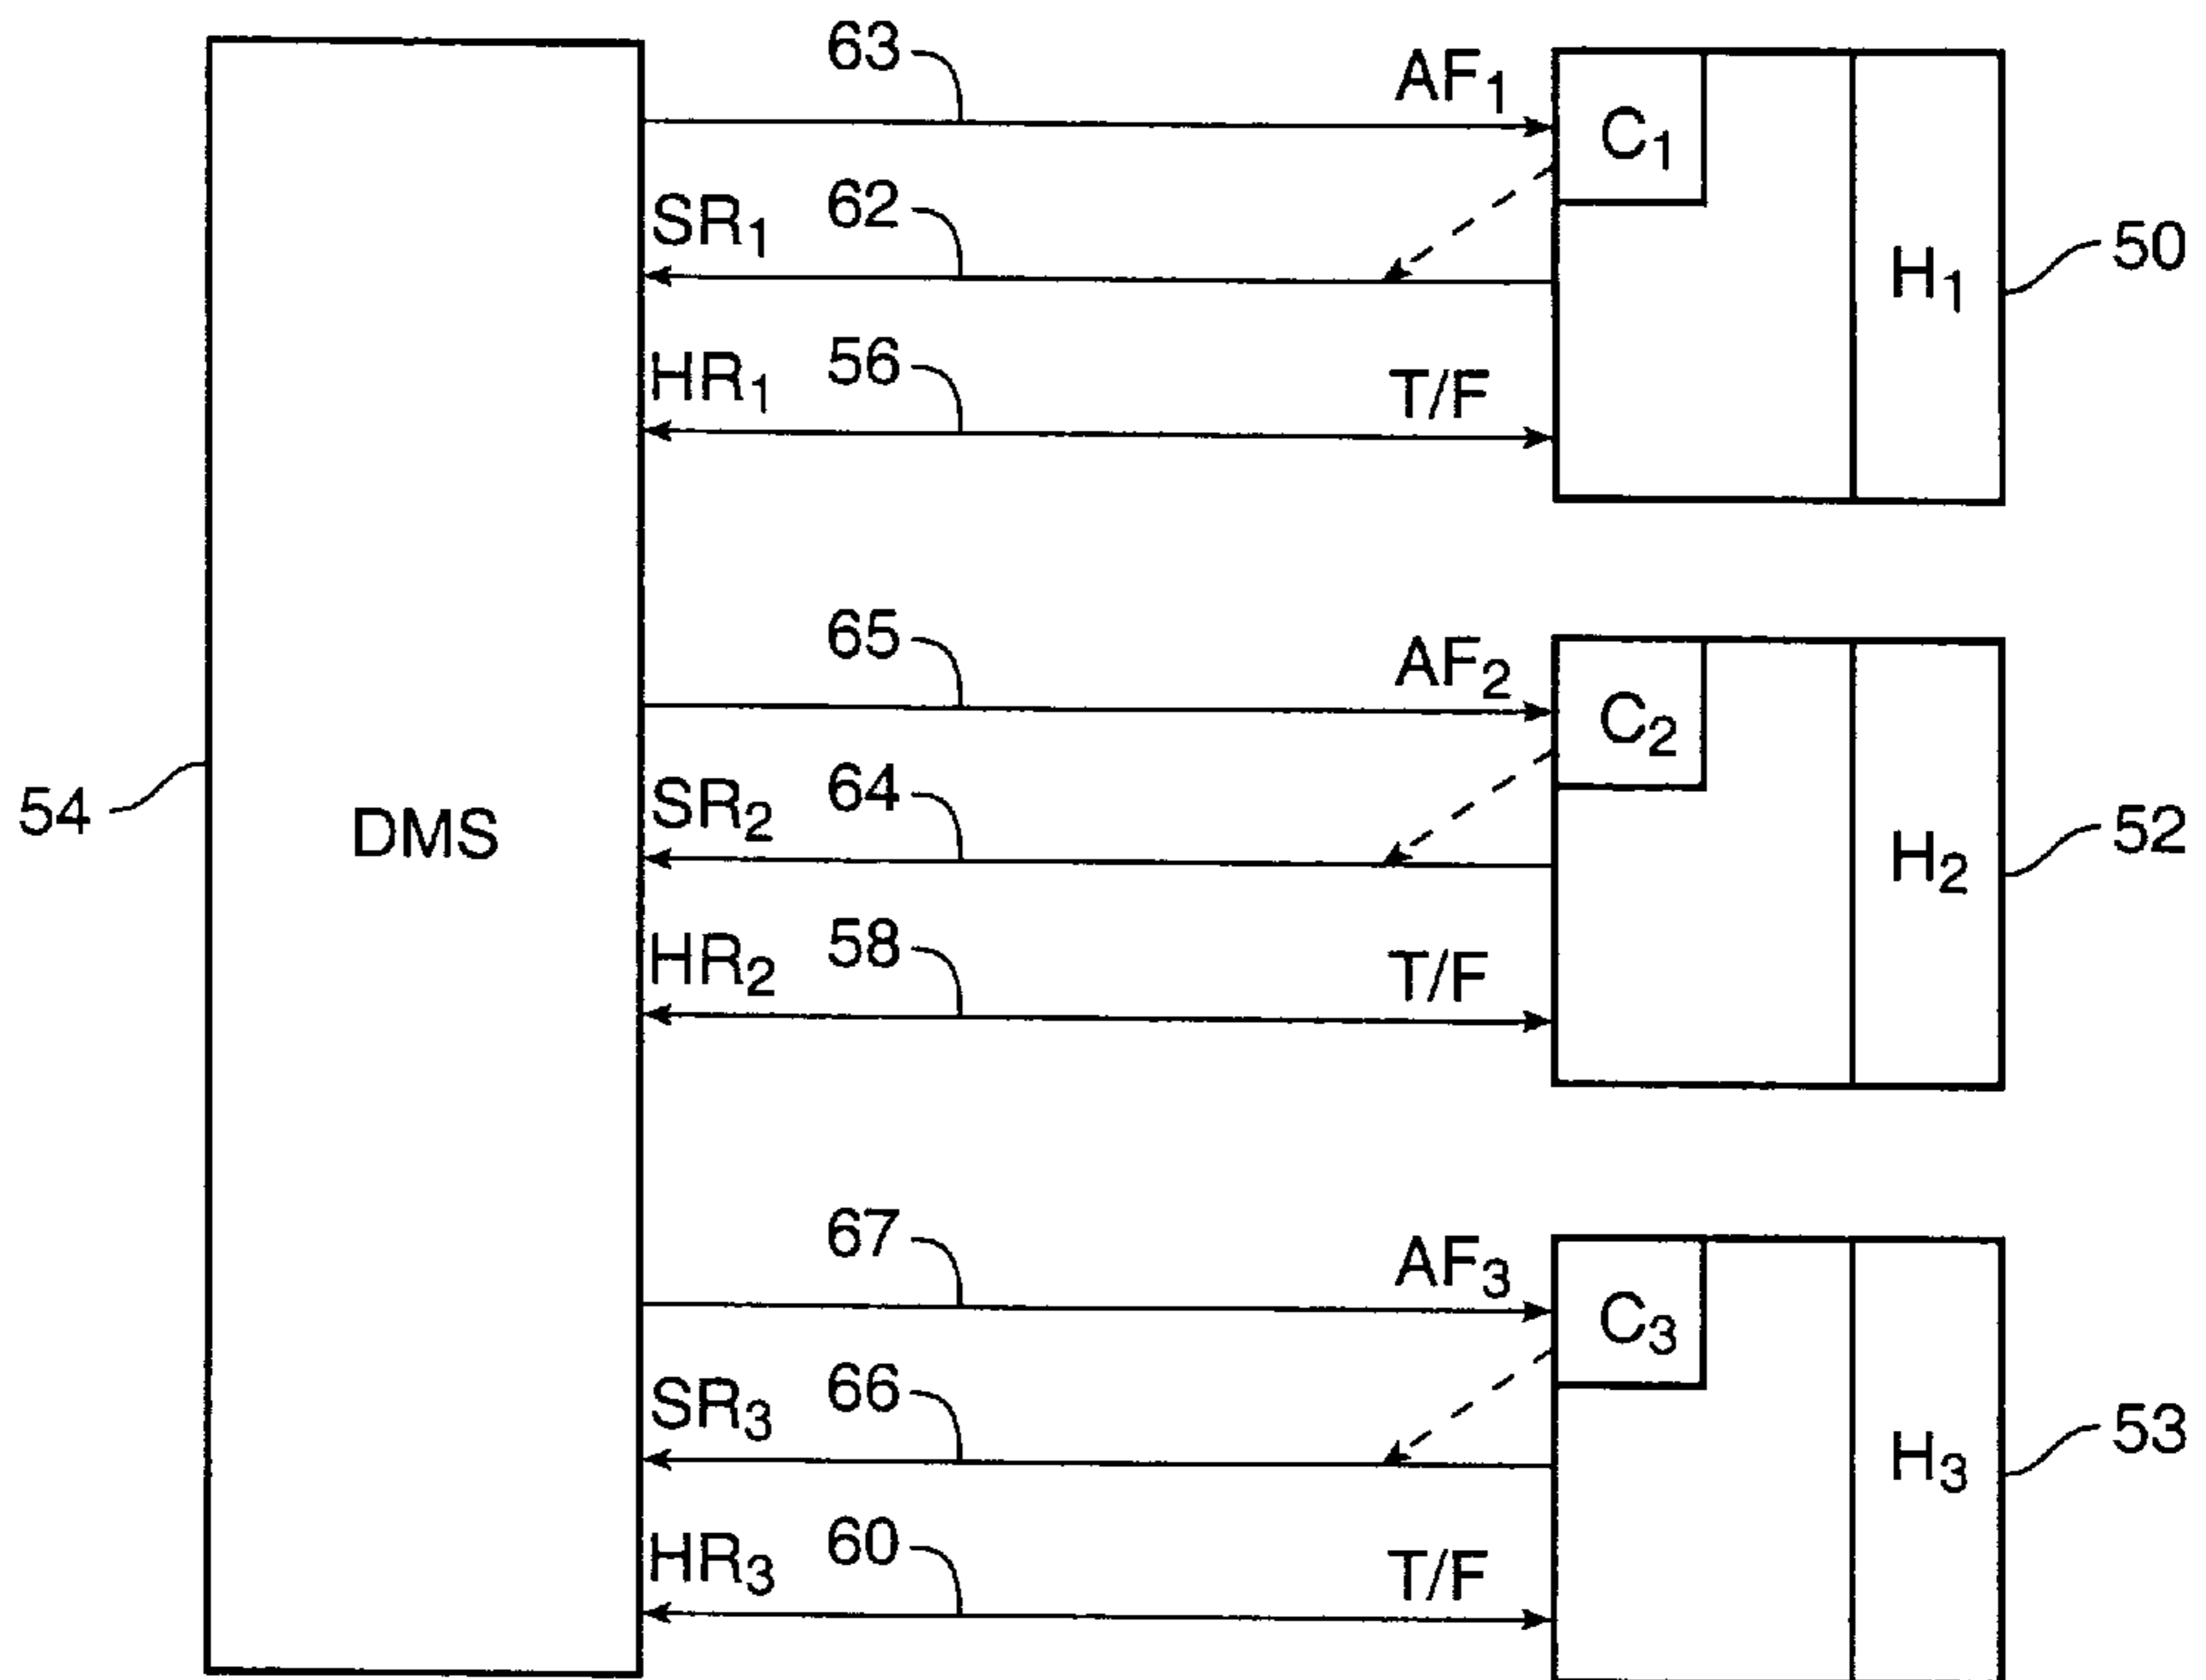 63 AF₁
C₁
SR₁ 62
H₁ 50
HR₁ 56 T/F
65 AF₂
C₂
54 DMS
SR₂ 64
H₂ 52
HR₂ 58 T/F
67 AF₃
C₃
SR₃ 66
H₃ 53
HR₃ 60 T/F